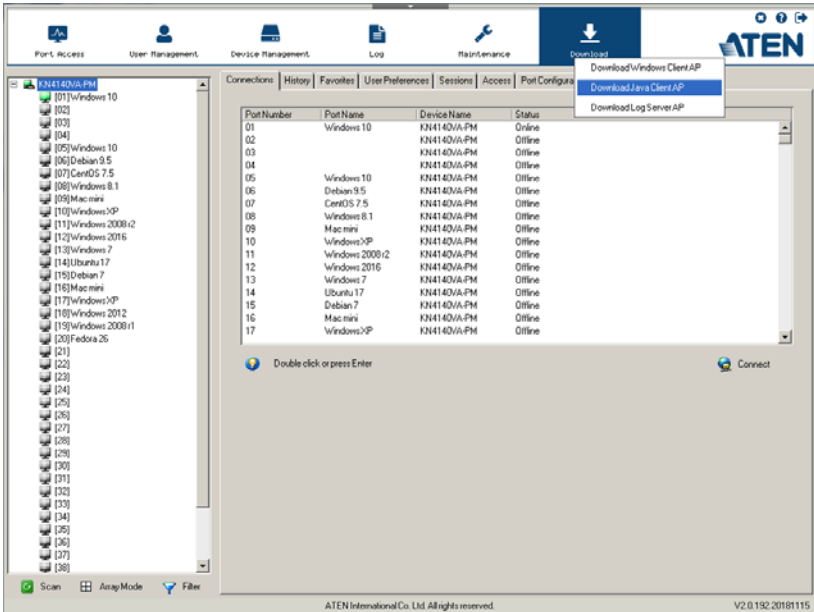 Port Access
User Management
Device Management
Log
Maintenance
Download
ATEN
Download Windows Client AP
Download Java Client AP
Download Log Server AP
KN4140VA-PM
[01]Windows 10
[02]
[03]
[04]
[05]Windows 10
[06]Debian 9.5
[07]CentOS 7.5
[08]Windows 8.1
[09]Mac mini
[10]WindowsXP
[11]Windows 2008 r2
[12]Windows 2016
[13]Windows 7
[14]Ubuntu 17
[15]Debian 7
[16]Mac mini
[17]WindowsXP
[18]Windows 2012
[19]Windows 2008 r1
[20]Fedora 26
[21]
[22]
[23]
[24]
[25]
[26]
[27]
[28]
[29]
[30]
[31]
[32]
[33]
[34]
[35]
[36]
[37]
[38]
Scan
Array Mode
Filter
Connections History Favorites User Preferences Sessions Access Port Configura
Port Number Port Name Device Name Status
01 Windows 10 KN4140VA-PM Online
02 KN4140VA-PM Offline
03 KN4140VA-PM Offline
04 KN4140VA-PM Offline
05 Windows 10 KN4140VA-PM Offline
06 Debian 9.5 KN4140VA-PM Offline
07 CentOS 7.5 KN4140VA-PM Offline
08 Windows 8.1 KN4140VA-PM Offline
09 Mac mini KN4140VA-PM Offline
10 WindowsXP KN4140VA-PM Offline
11 Windows 2008 r2 KN4140VA-PM Offline
12 Windows 2016 KN4140VA-PM Offline
13 Windows 7 KN4140VA-PM Offline
14 Ubuntu 17 KN4140VA-PM Offline
15 Debian 7 KN4140VA-PM Offline
16 Mac mini KN4140VA-PM Offline
17 WindowsXP KN4140VA-PM Offline
Double click or press Enter
Connect
ATEN International Co. Ltd. All rights reserved.
V2.0.192.20181115